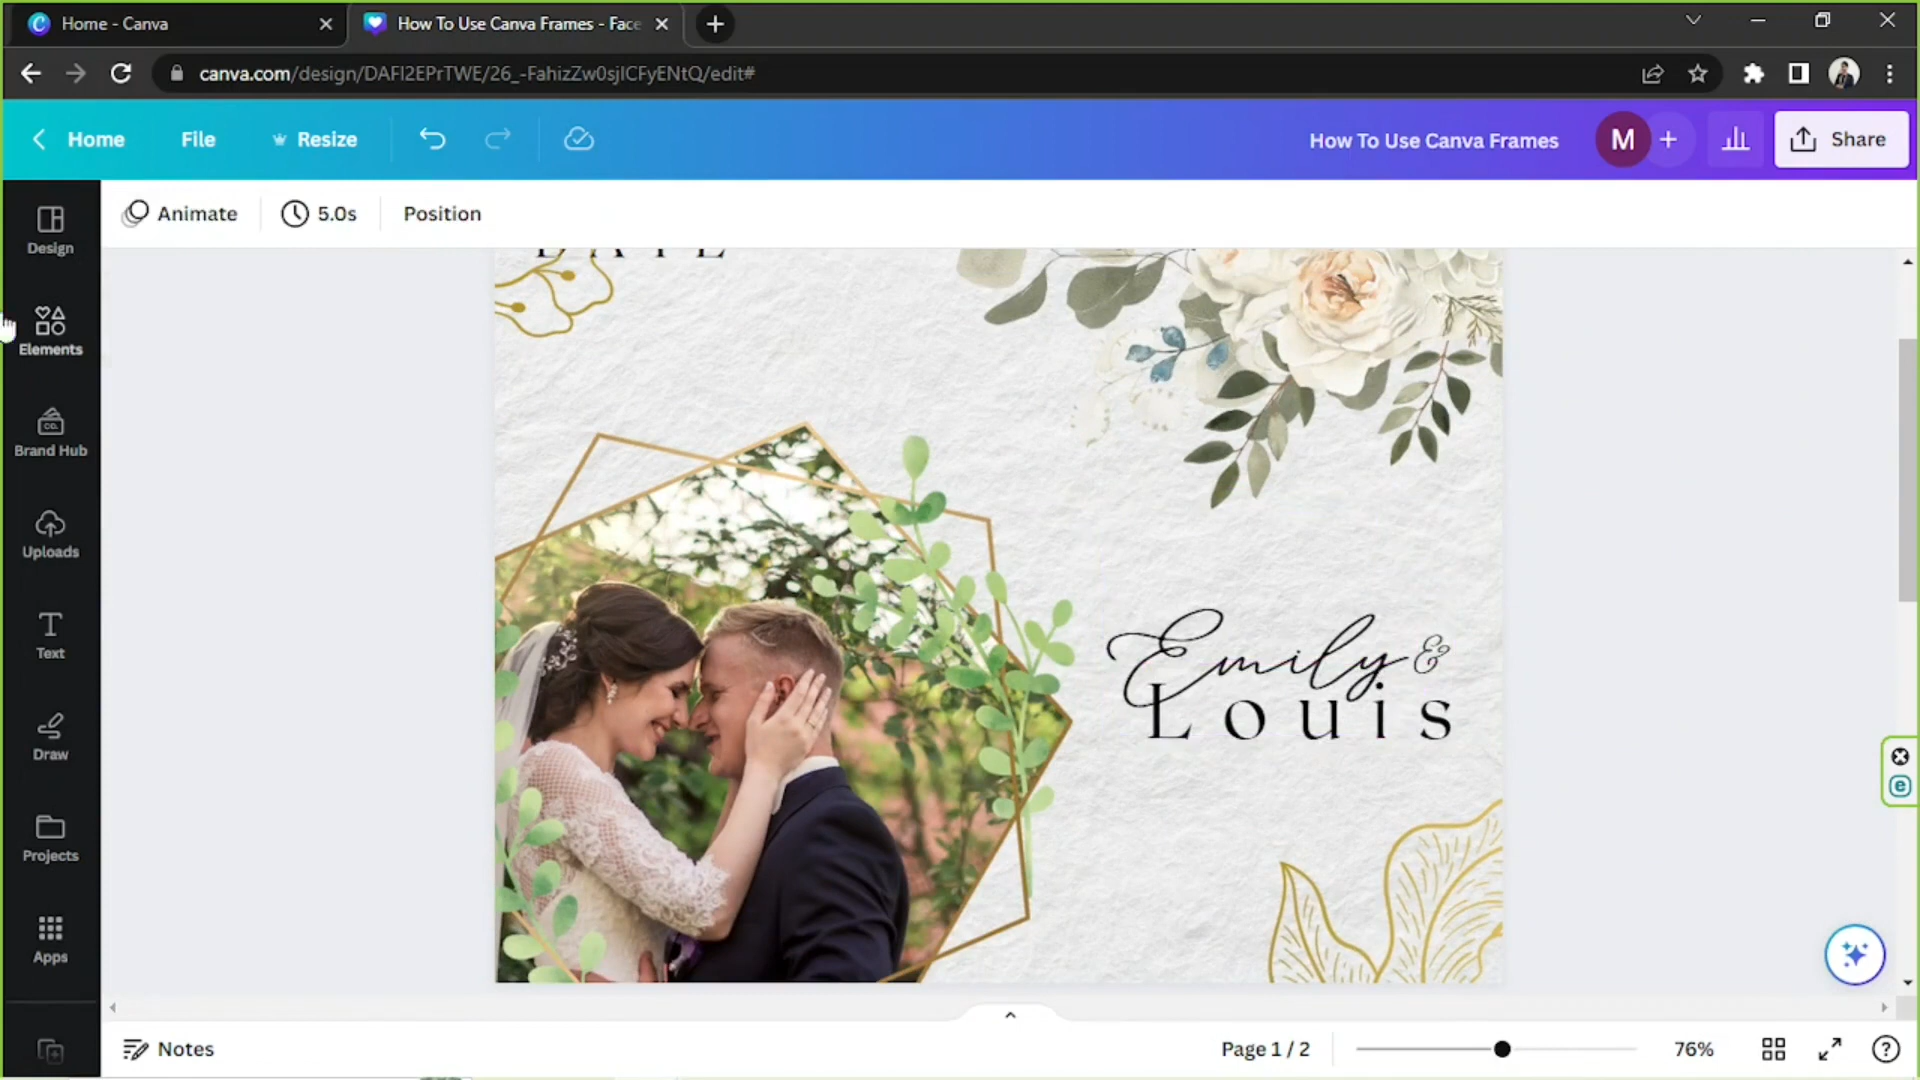 Home - Canva
How To Use Canva Frames - Face
canva.com/design/DAFI2EPrTWE/26_-FahizZw0sjICFyENtQ/edit#
Home
File
Resize
How To Use Canva Frames
M
Share
Animate
5.0s
Position
Design
Elements
Brand Hub
Uploads
Text
Draw
Projects
Apps
DATE
Emily &
Louis
Notes
Page 1 / 2
76%